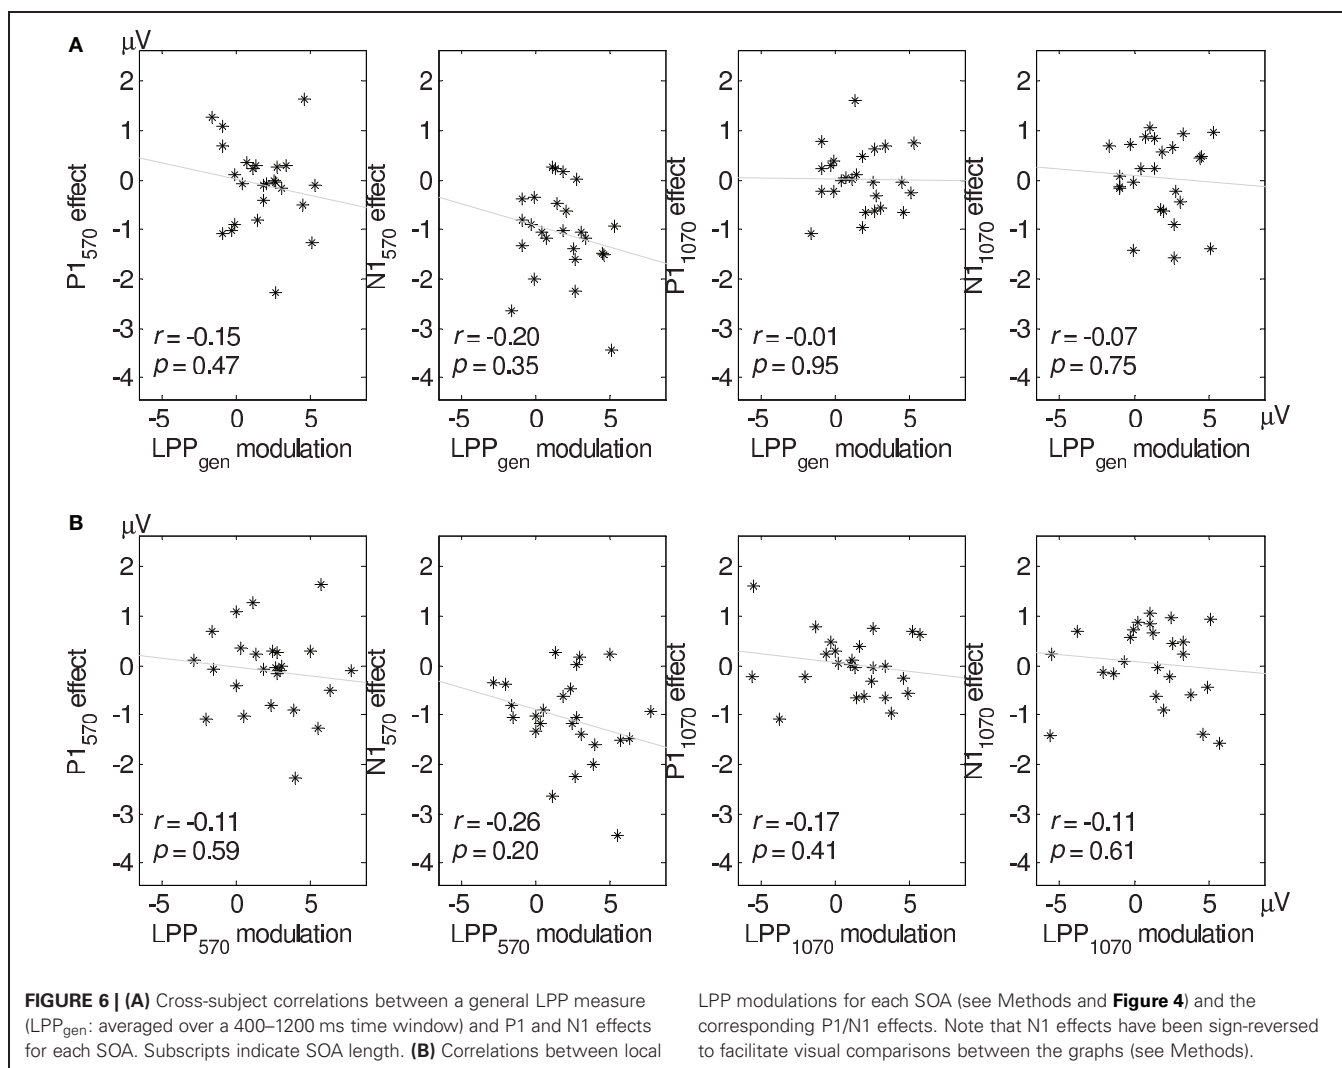 A
μV
2
1
0
-1
-2
-3
-4
P1570 effect
r = -0.15
p = 0.47
-5 0 5
LPPgen modulation
2
1
0
-1
-2
-3
-4
N1570 effect
r = -0.20
p = 0.35
-5 0 5
LPPgen modulation
2
1
0
-1
-2
-3
-4
P11070 effect
r = -0.01
p = 0.95
-5 0 5
LPPgen modulation
2
1
0
-1
-2
-3
-4
N11070 effect
r = -0.07
p = 0.75
-5 0 5 μV
LPPgen modulation
B
μV
2
1
0
-1
-2
-3
-4
P1570 effect
r = -0.11
p = 0.59
-5 0 5
LPP570 modulation
2
1
0
-1
-2
-3
-4
N1570 effect
r = -0.26
p = 0.20
-5 0 5
LPP570 modulation
2
1
0
-1
-2
-3
-4
P11070 effect
r = -0.17
p = 0.41
-5 0 5
LPP1070 modulation
2
1
0
-1
-2
-3
-4
N11070 effect
r = -0.11
p = 0.61
-5 0 5 μV
LPP1070 modulation
FIGURE 6 | (A) Cross-subject correlations between a general LPP measure
(LPPgen: averaged over a 400–1200 ms time window) and P1 and N1 effects
for each SOA. Subscripts indicate SOA length. (B) Correlations between local
LPP modulations for each SOA (see Methods and Figure 4) and the
corresponding P1/N1 effects. Note that N1 effects have been sign-reversed
to facilitate visual comparisons between the graphs (see Methods).